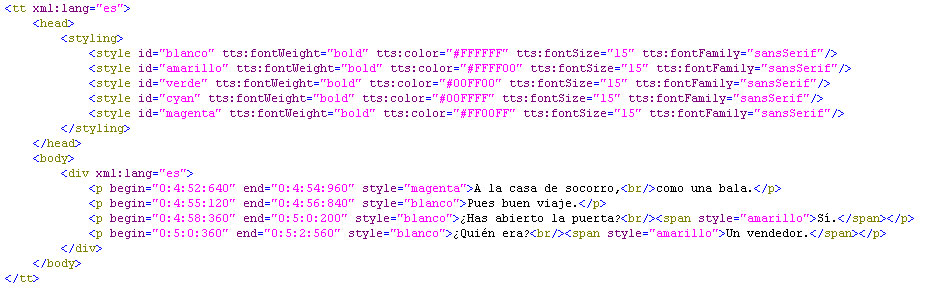 <tt xml:lang="es">
<head>
<styling>
<style id="blanco" tts:fontWeight="bold" tts:color="#FFFFFF" tts:fontSize="15" tts:fontFamily="sansSerif"/>
<style id="amarillo" tts:fontWeight="bold" tts:color="#FFFF00" tts:fontSize="15" tts:fontFamily="sansSerif"/>
<style id="verde" tts:fontWeight="bold" tts:color="#00FF00" tts:fontSize="15" tts:fontFamily="sansSerif"/>
<style id="cyan" tts:fontWeight="bold" tts:color="#00FFFF" tts:fontSize="15" tts:fontFamily="sansSerif"/>
<style id="magenta" tts:fontWeight="bold" tts:color="#FF00FF" tts:fontSize="15" tts:fontFamily="sansSerif"/>
</styling>
</head>
<body>
<div xml:lang="es">
<p begin="0:4:52:640" end="0:4:54:960" style="magenta">A la casa de socorro,<br/>como una bala.</p>
<p begin="0:4:55:120" end="0:4:56:840" style="blanco">Pues buen viaje.</p>
<p begin="0:4:58:360" end="0:5:0:200" style="blanco">¿Has abierto la puerta?<br/><span style="amarillo">Sí.</span></p>
<p begin="0:5:0:360" end="0:5:2:560" style="blanco">¿Quién era?<br/><span style="amarillo">Un vendedor.</span></p>
</div>
</body>
</tt>